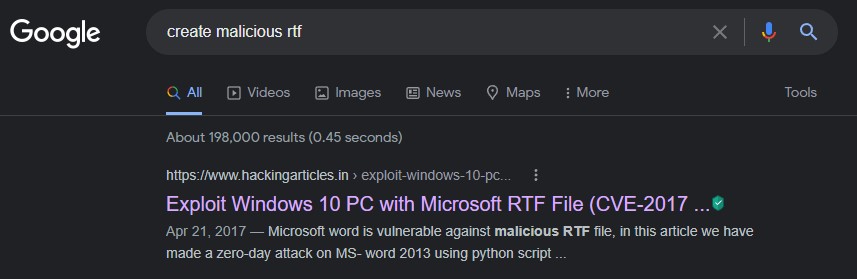 Google
create malicious rtf
All Videos Images News Maps More Tools
About 198,000 results (0.45 seconds)
https://www.hackingarticles.in › exploit-windows-10-pc...
Exploit Windows 10 PC with Microsoft RTF File (CVE-2017 ...
Apr 21, 2017 — Microsoft word is vulnerable against malicious RTF file, in this article we have
made a zero-day attack on MS- word 2013 using python script ...